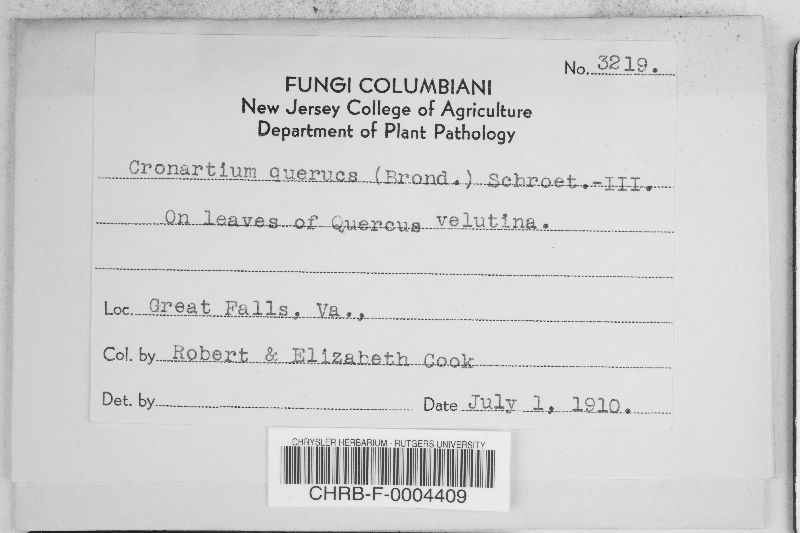 No. 3219.
FUNGI COLUMBIANI
New Jersey College of Agriculture
Department of Plant Pathology
Cronartium querucs (Brond.) Schroet.-III.
On leaves of Quercus velutina.
Loc. Great Falls, Va.,
Col. by Robert & Elizabeth Cook
Det. by
Date July 1, 1910.
CHRYSLER HERBARIUM - RUTGERS UNIVERSITY
CHRB-F-0004409